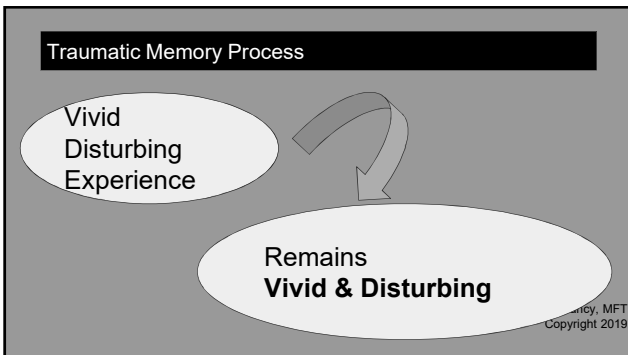 Traumatic Memory Process
Vivid
Disturbing
Experience
Remains
Vivid & Disturbing
MFT
Copyright 2019